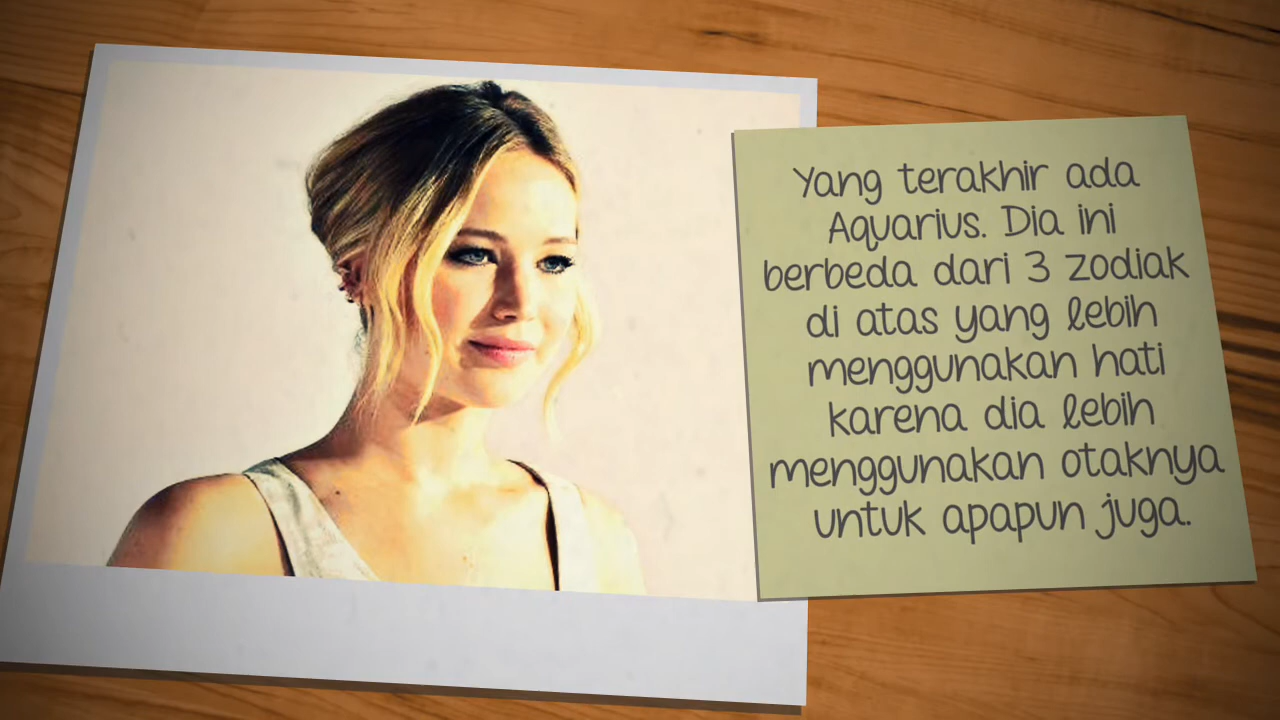 Yang terakhir ada
Aquarius. Dia ini
berbeda dari 3 zodiak
di atas yang lebih
menggunakan hati
karena dia lebih
menggunakan otaknya
untuk apapun juga.